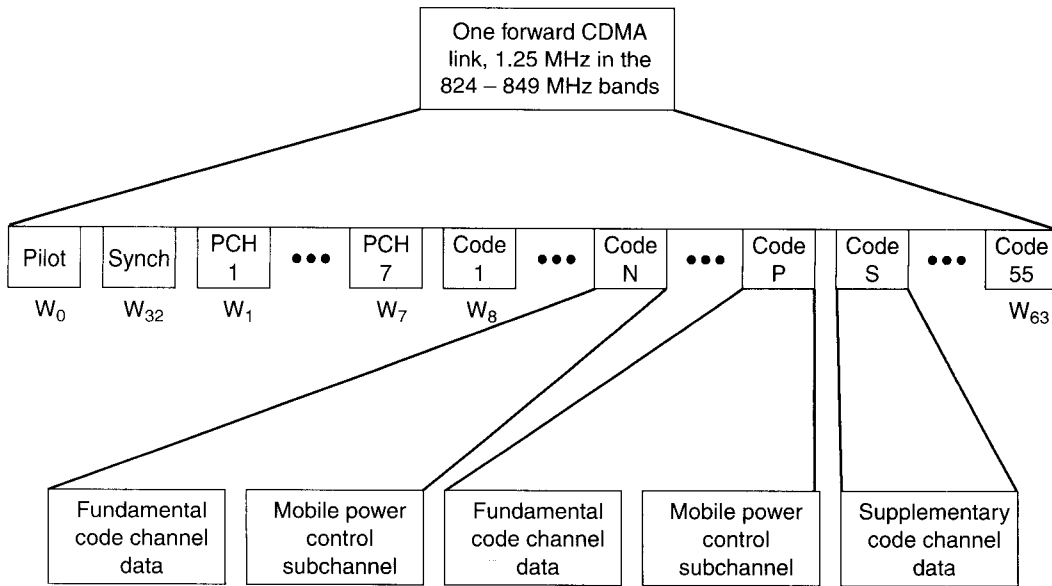 One forward CDMA
link, 1.25 MHz in the
824 – 849 MHz bands
Pilot
Synch
PCH
1
•••
PCH
7
Code
1
•••
Code
N
•••
Code
P
Code
S
•••
Code
55
W0
W32
W1
W7
W8
W63
Fundamental
code channel
data
Mobile power
control
subchannel
Fundamental
code channel
data
Mobile power
control
subchannel
Supplementary
code channel
data